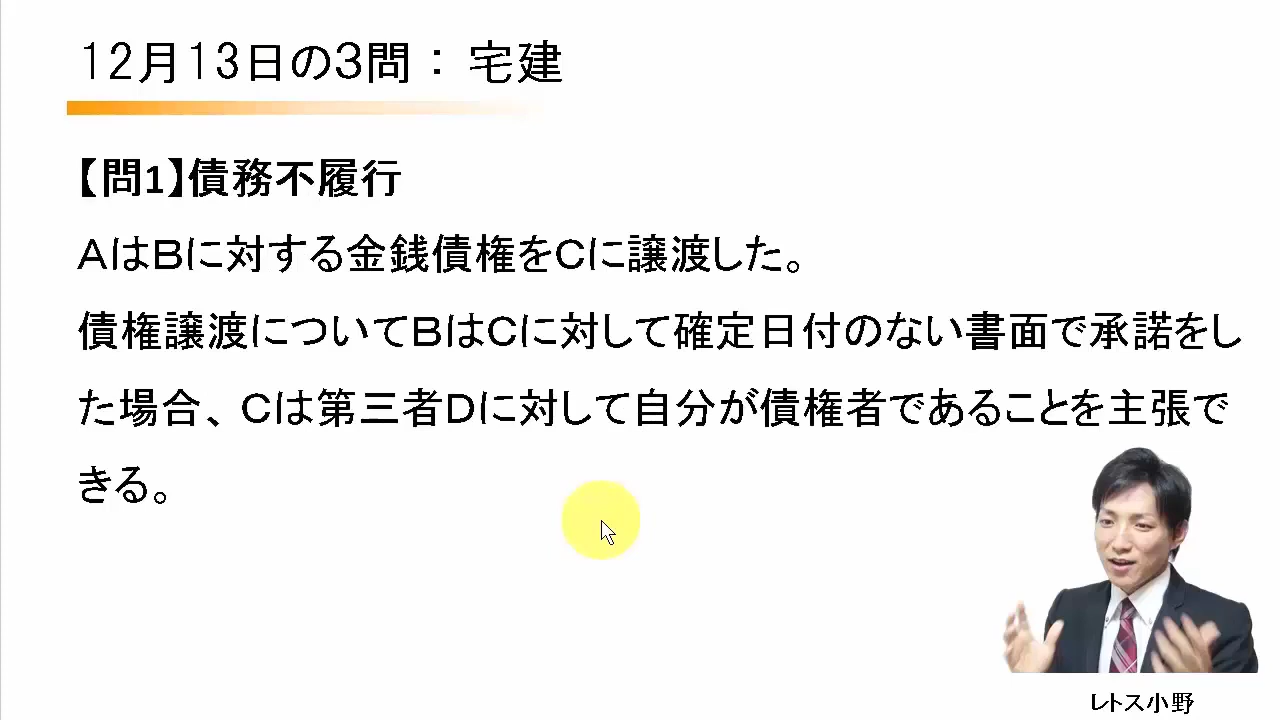 12月13日の3問：宅建
【問1】債務不履行
AはBに対する金銭債権をCに譲渡した。
債権譲渡についてBはCに対して確定日付のない書面で承諾をし
た場合、Cは第三者Dに対して自分が債権者であることを主張で
きる。
レトス小野